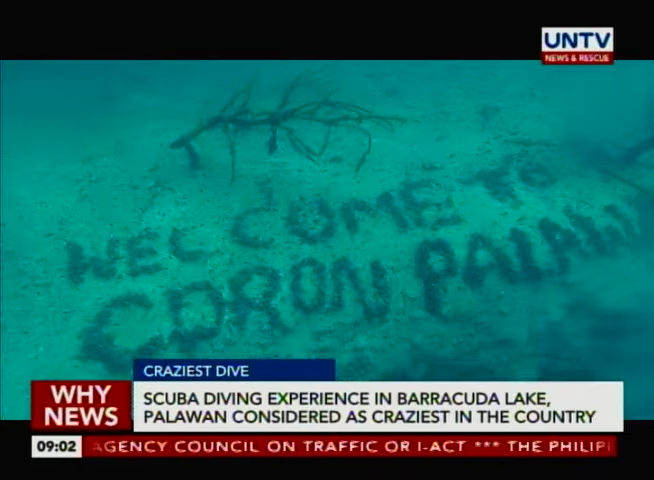 UNTV
NEWS & RESCUE
WELCOME TO
CORON PALAWAN
CRAZIEST DIVE
WHY
NEWS
SCUBA DIVING EXPERIENCE IN BARRACUDA LAKE,
PALAWAN CONSIDERED AS CRAZIEST IN THE COUNTRY
09:02
AGENCY COUNCIL ON TRAFFIC OR I-ACT *** THE PHILIPI